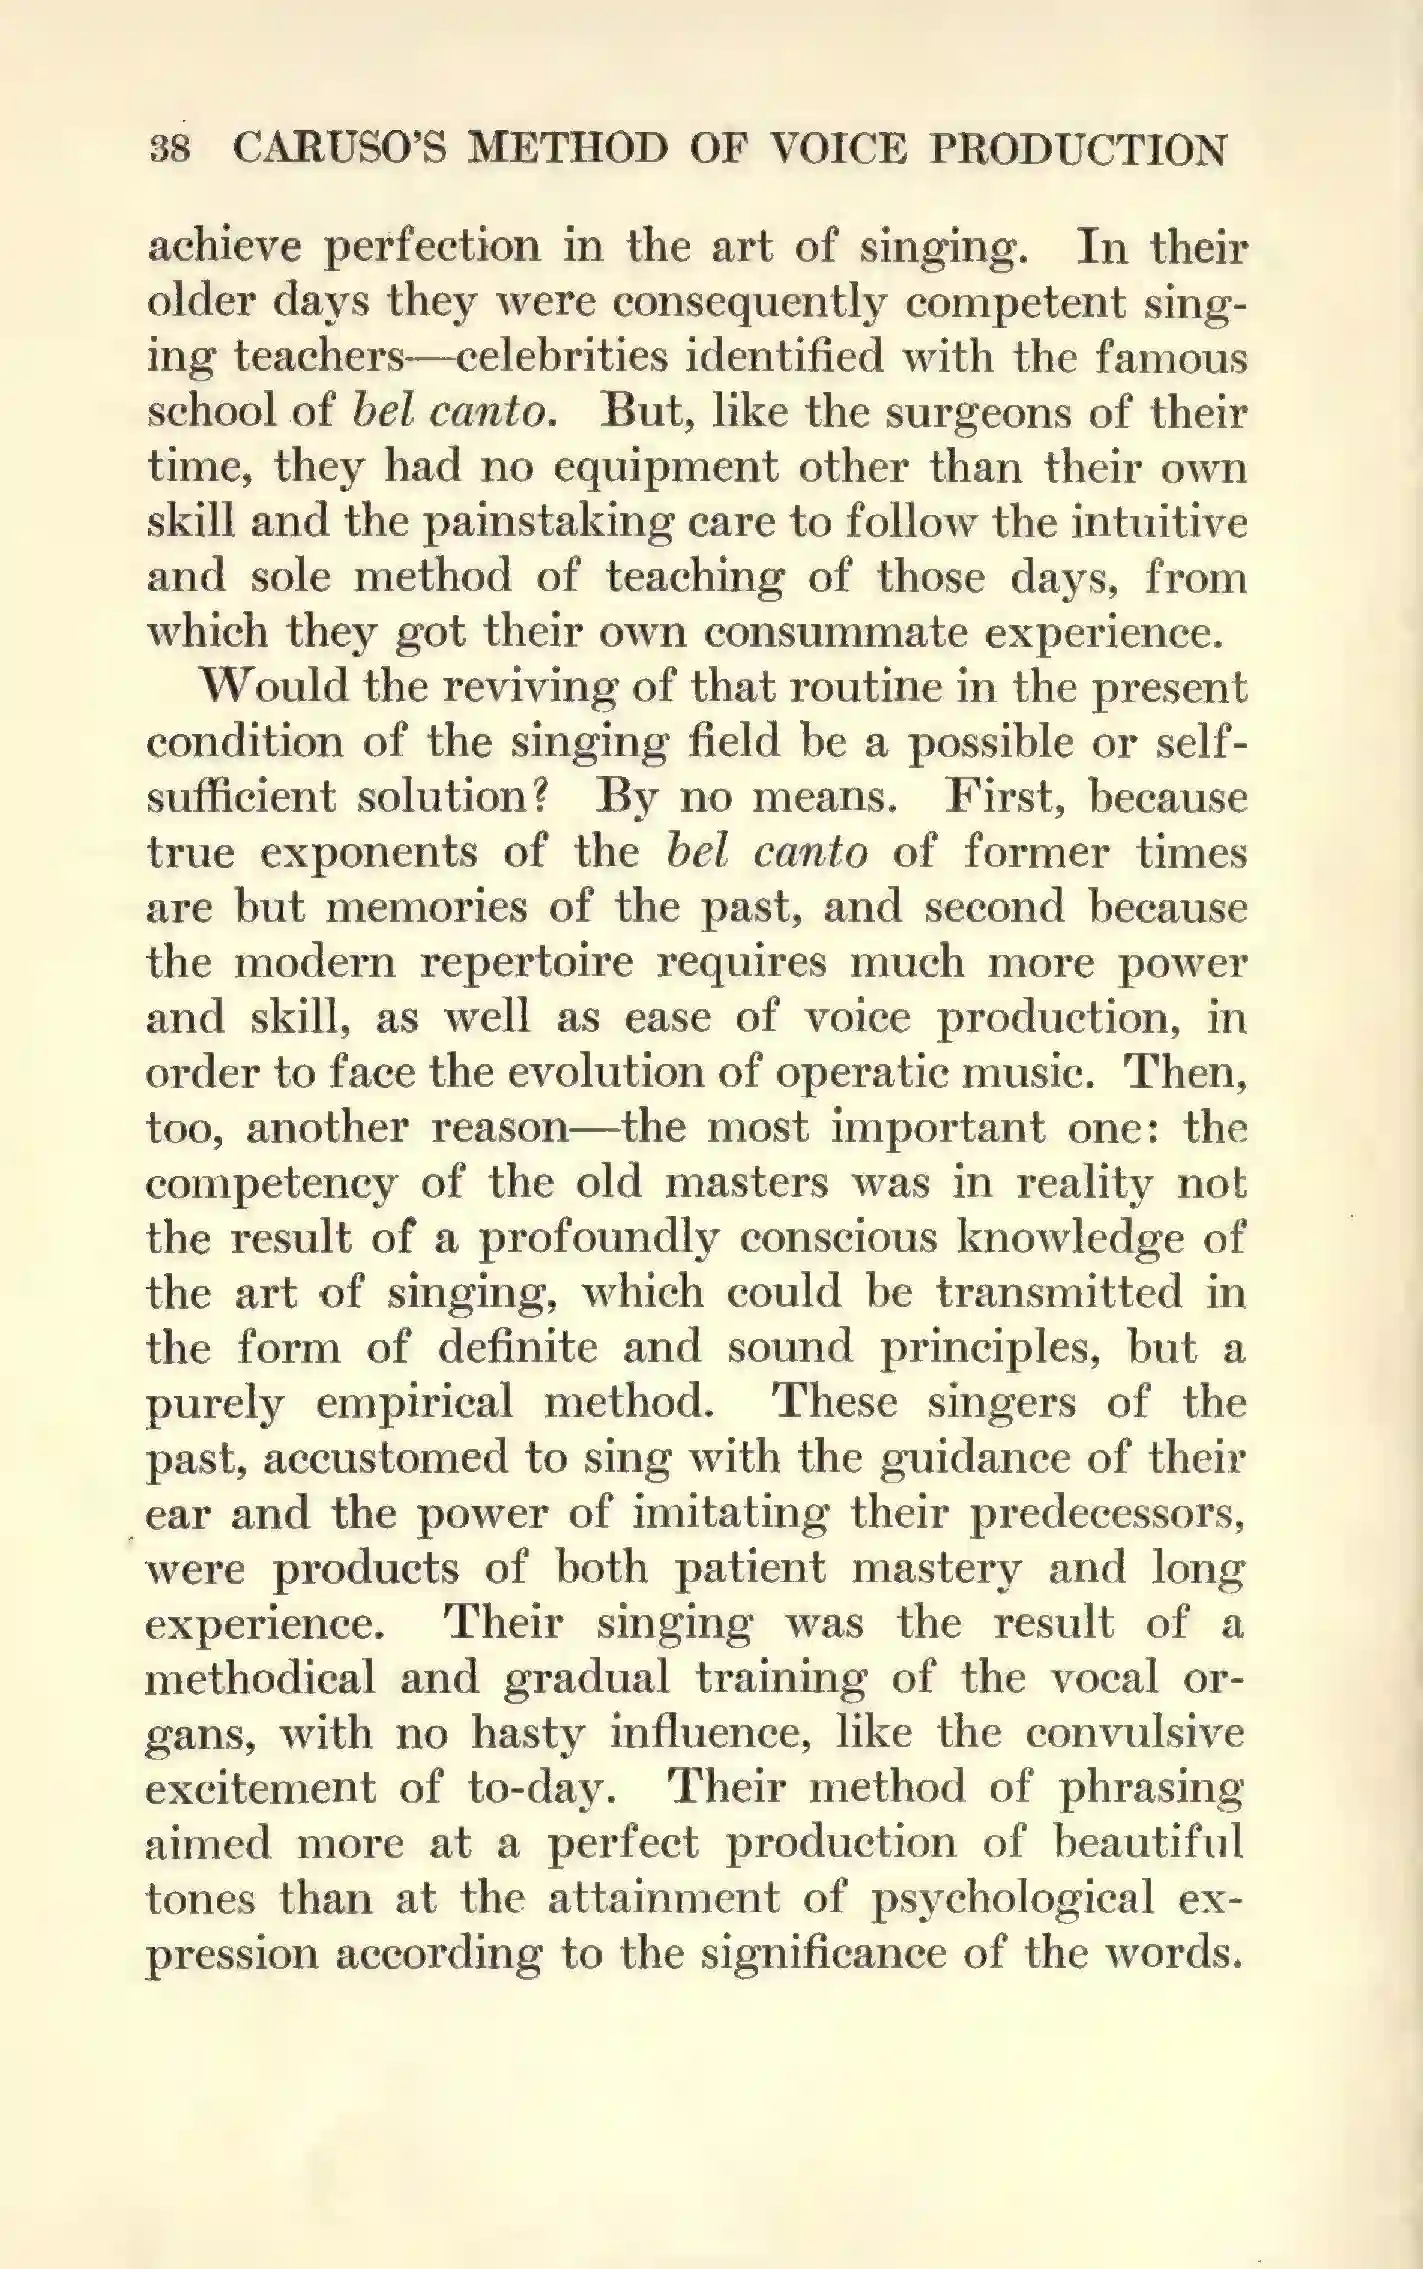 38 CARUSO'S METHOD OF VOICE PRODUCTION
achieve perfection in the art of singing. In their
older days they were consequently competent sing-
ing teachers—celebrities identified with the famous
school of bel canto. But, like the surgeons of their
time, they had no equipment other than their own
skill and the painstaking care to follow the intuitive
and sole method of teaching of those days, from
which they got their own consummate experience.
Would the reviving of that routine in the present
condition of the singing field be a possible or self-
sufficient solution? By no means. First, because
true exponents of the bel canto of former times
are but memories of the past, and second because
the modern repertoire requires much more power
and skill, as well as ease of voice production, in
order to face the evolution of operatic music. Then,
too, another reason—the most important one: the
competency of the old masters was in reality not
the result of a profoundly conscious knowledge of
the art of singing, which could be transmitted in
the form of definite and sound principles, but a
purely empirical method. These singers of the
past, accustomed to sing with the guidance of their
ear and the power of imitating their predecessors,
were products of both patient mastery and long
experience. Their singing was the result of a
methodical and gradual training of the vocal or-
gans, with no hasty influence, like the convulsive
excitement of to-day. Their method of phrasing
aimed more at a perfect production of beautiful
tones than at the attainment of psychological ex-
pression according to the significance of the words.